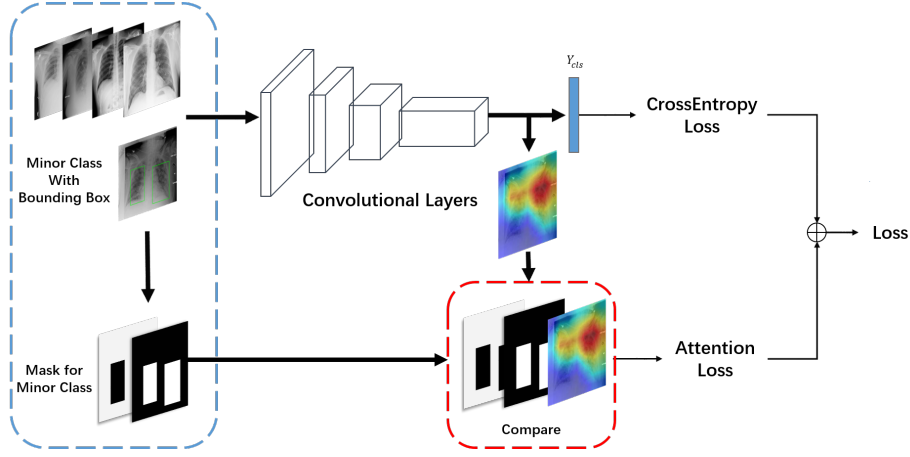 Y_cls
CrossEntropy
Loss
Minor Class
With
Bounding Box
Convolutional Layers
Loss
Mask for
Minor Class
Attention
Loss
Compare